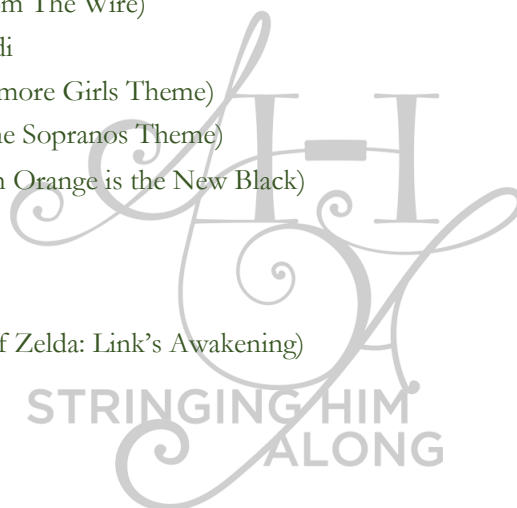 m The Wire)
di
more Girls Theme)
ne Sopranos Theme)
n Orange is the New Black)
f Zelda: Link's Awakening)
STRINGING HIM
ALONG